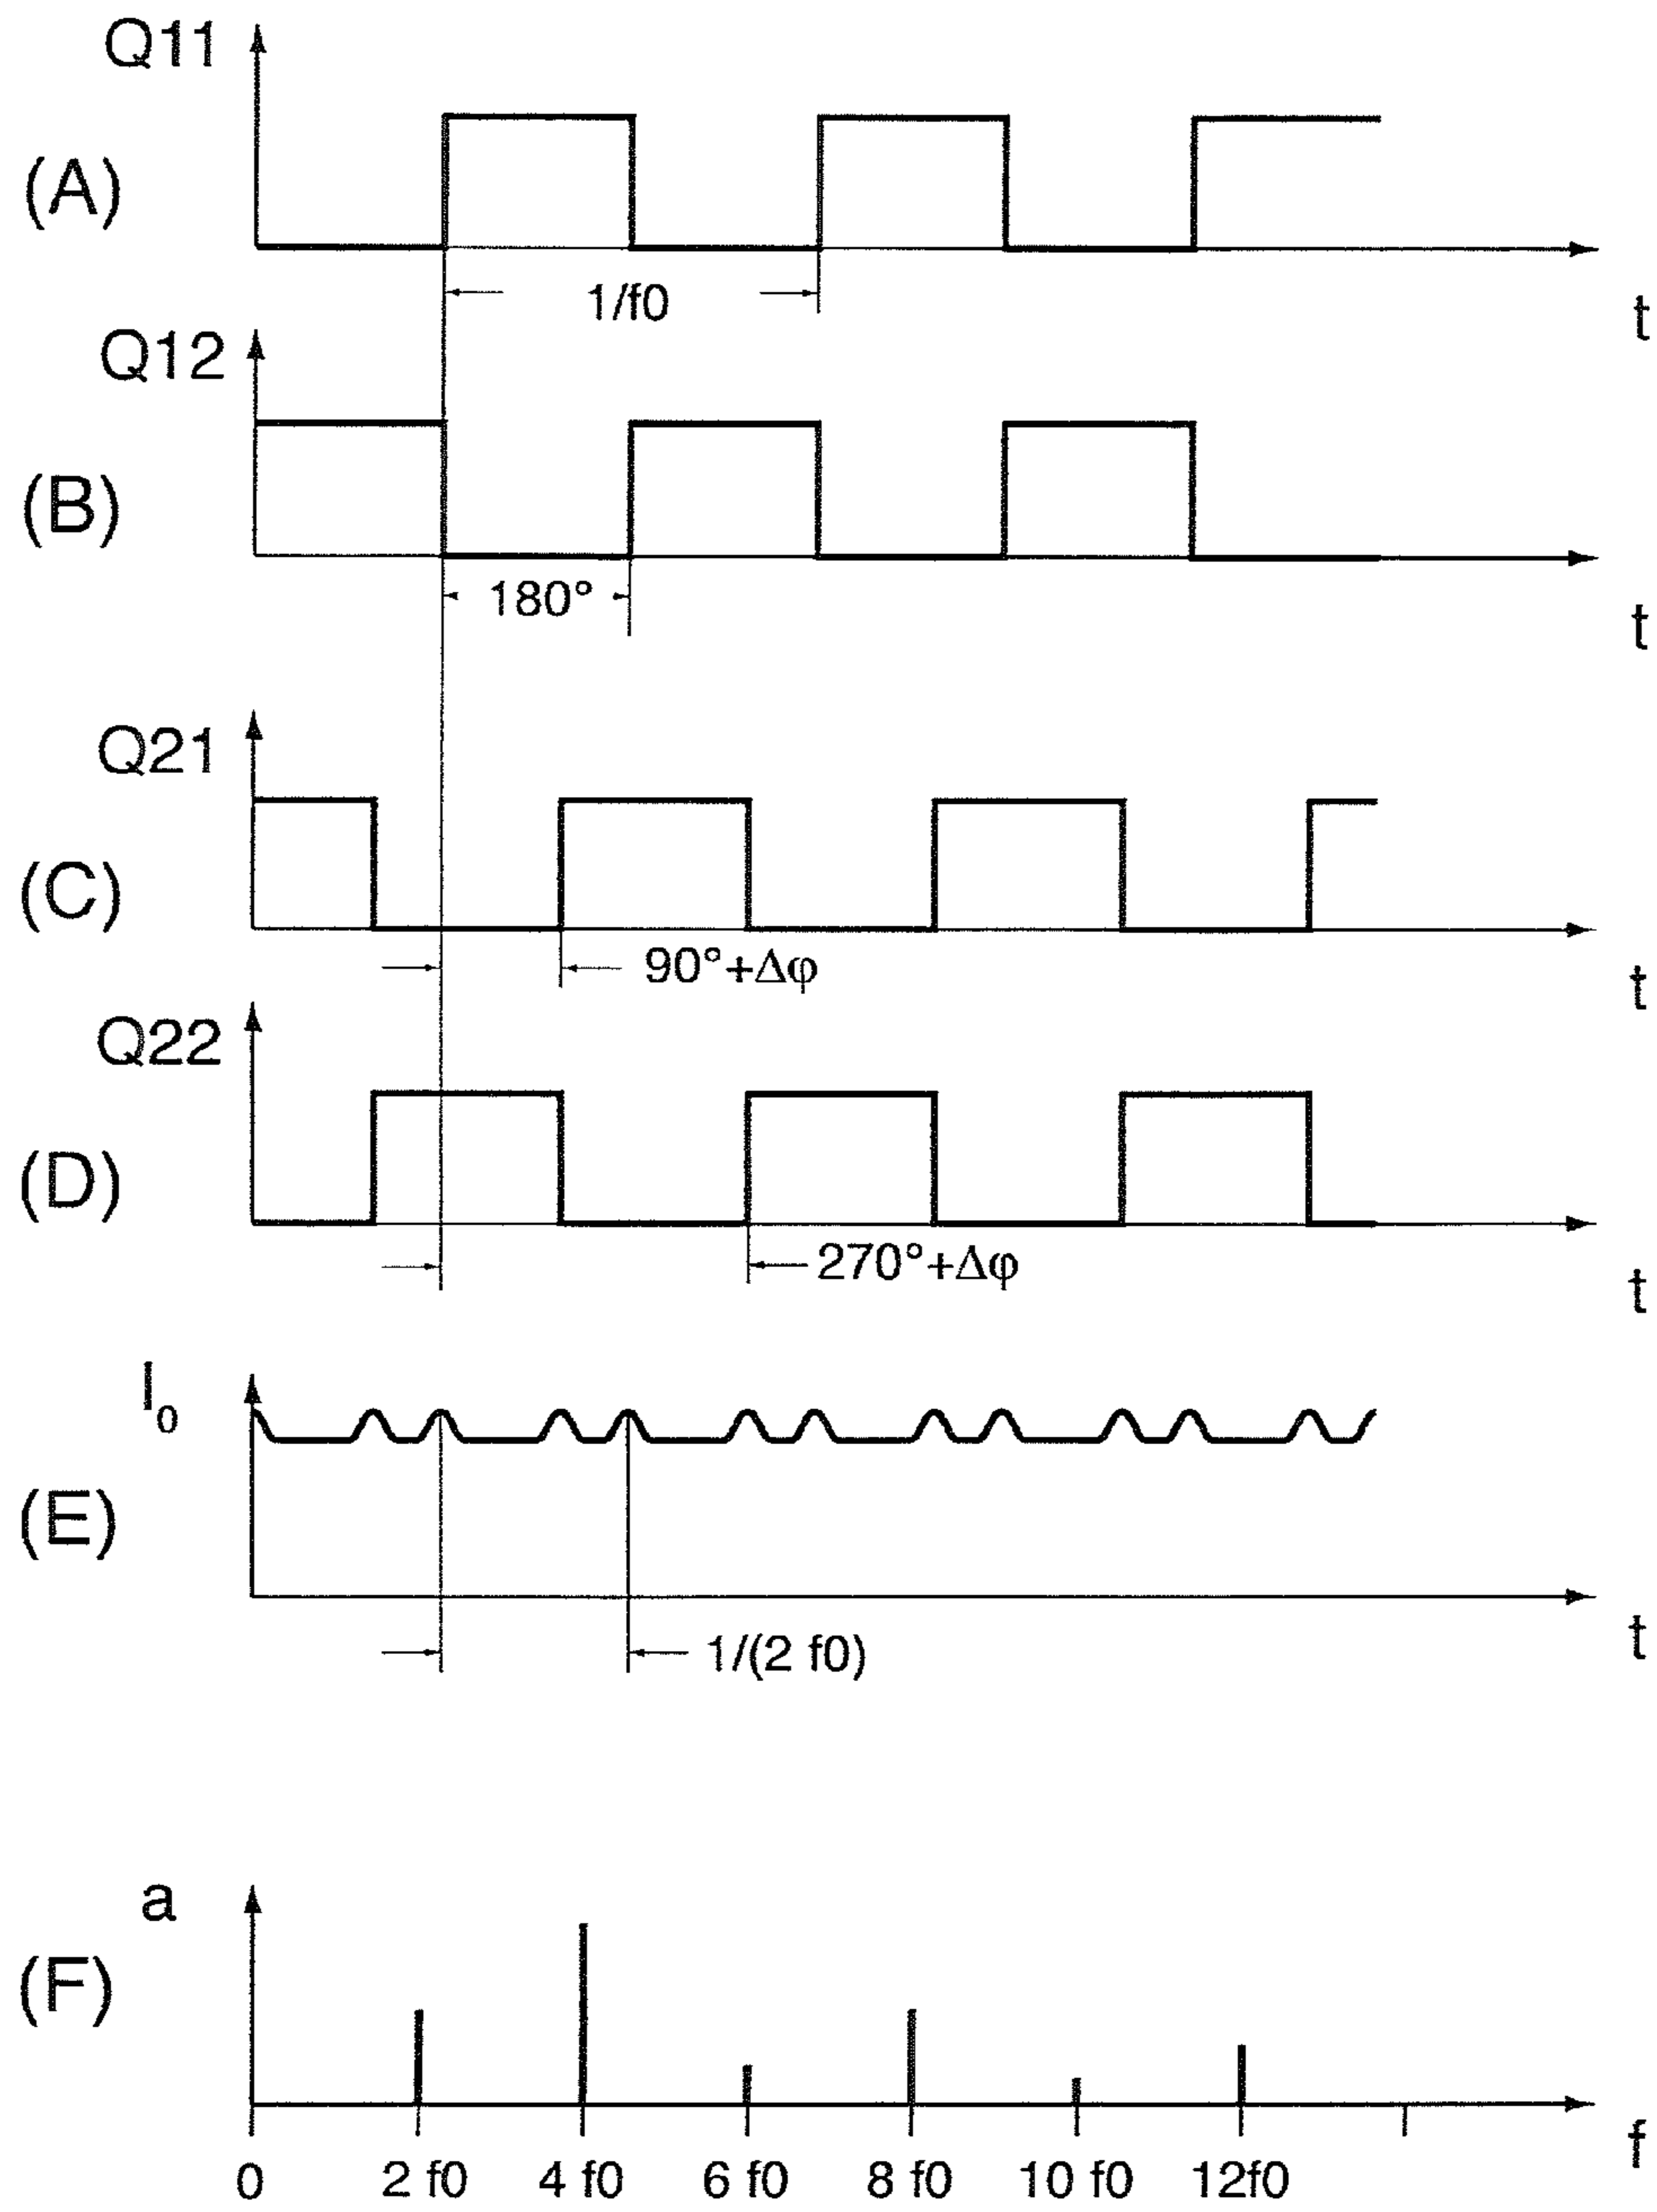 Q11
(A)
1/f0
t
Q12
(B)
180°
t
Q21
(C)
90°+Δφ
t
Q22
(D)
270°+Δφ
t
I0
(E)
1/(2 f0)
t
a
(F)
f
0 2 f0 4 f0 6 f0 8 f0 10 f0 12f0